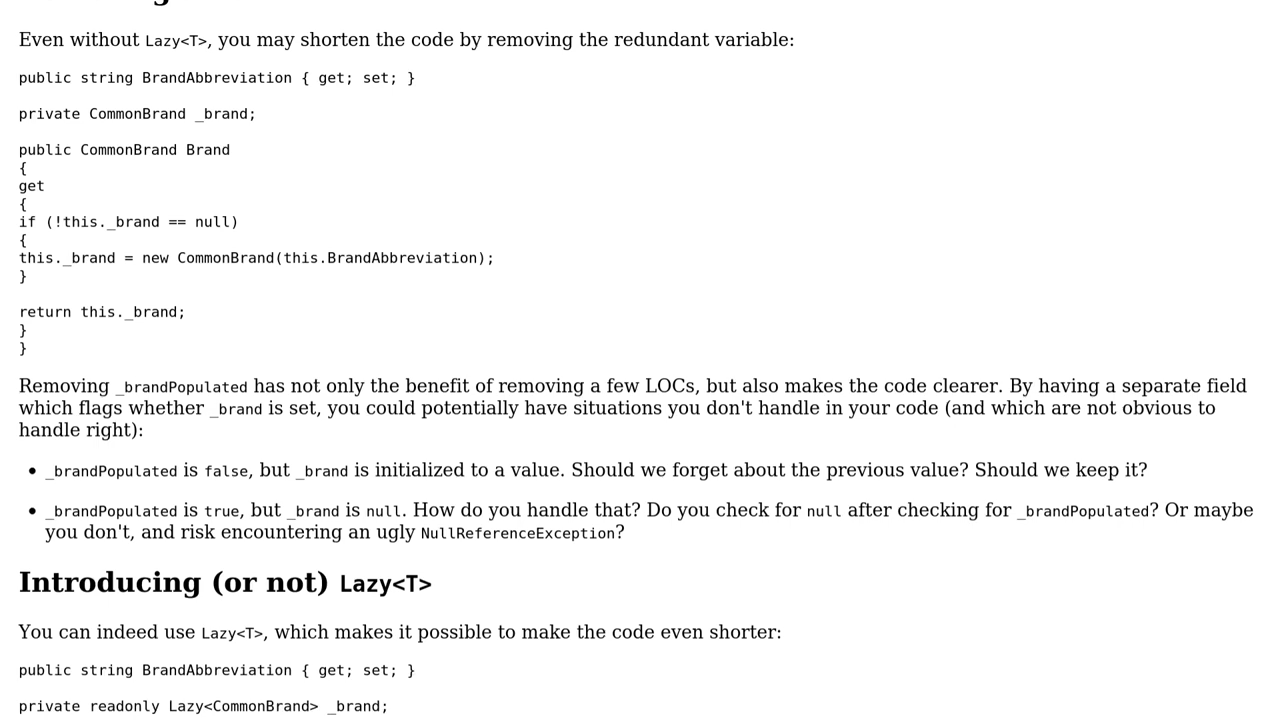 Even without Lazy<T>, you may shorten the code by removing the redundant variable:
public string BrandAbbreviation { get; set; }
private CommonBrand _brand;
public CommonBrand Brand
{
get
{
if (!this._brand == null)
{
this._brand = new CommonBrand(this.BrandAbbreviation);
}
return this._brand;
}
}
Removing _brandPopulated has not only the benefit of removing a few LOCs, but also makes the code clearer. By having a separate field
which flags whether _brand is set, you could potentially have situations you don't handle in your code (and which are not obvious to
handle right):
• _brandPopulated is false, but _brand is initialized to a value. Should we forget about the previous value? Should we keep it?
• _brandPopulated is true, but _brand is null. How do you handle that? Do you check for null after checking for _brandPopulated? Or maybe
you don't, and risk encountering an ugly NullReferenceException?
Introducing (or not) Lazy<T>
You can indeed use Lazy<T>, which makes it possible to make the code even shorter:
public string BrandAbbreviation { get; set; }
private readonly Lazy<CommonBrand> _brand;